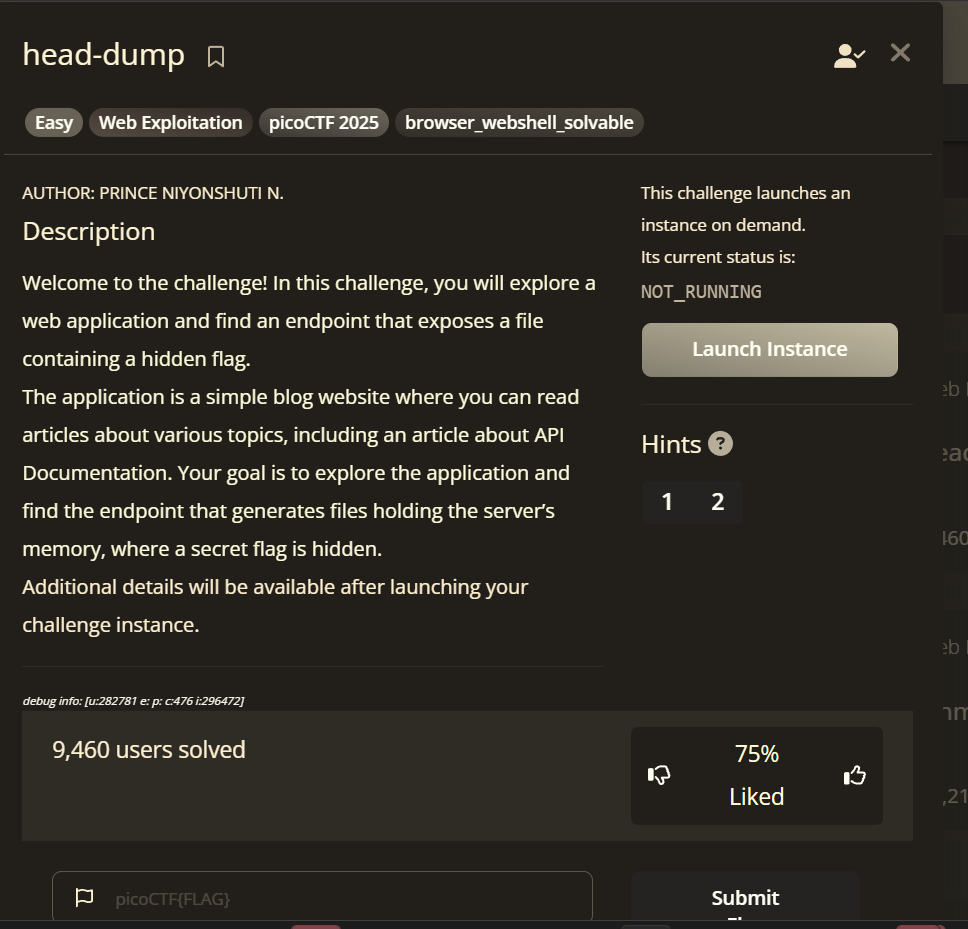 head-dump
Easy Web Exploitation picoCTF 2025 browser_webshell_solvable
AUTHOR: PRINCE NIYONSHUTI N.
Description
Welcome to the challenge! In this challenge, you will explore a
web application and find an endpoint that exposes a file
containing a hidden flag.
The application is a simple blog website where you can read
articles about various topics, including an article about API
Documentation. Your goal is to explore the application and
find the endpoint that generates files holding the server's
memory, where a secret flag is hidden.
Additional details will be available after launching your
challenge instance.
This challenge launches an
instance on demand.
Its current status is:
NOT_RUNNING
Launch Instance
Hints ?
1 2
debug info: [u:282781 e: p: c:476 i:296472]
9,460 users solved
75%
Liked
picoCTF{FLAG}
Submit